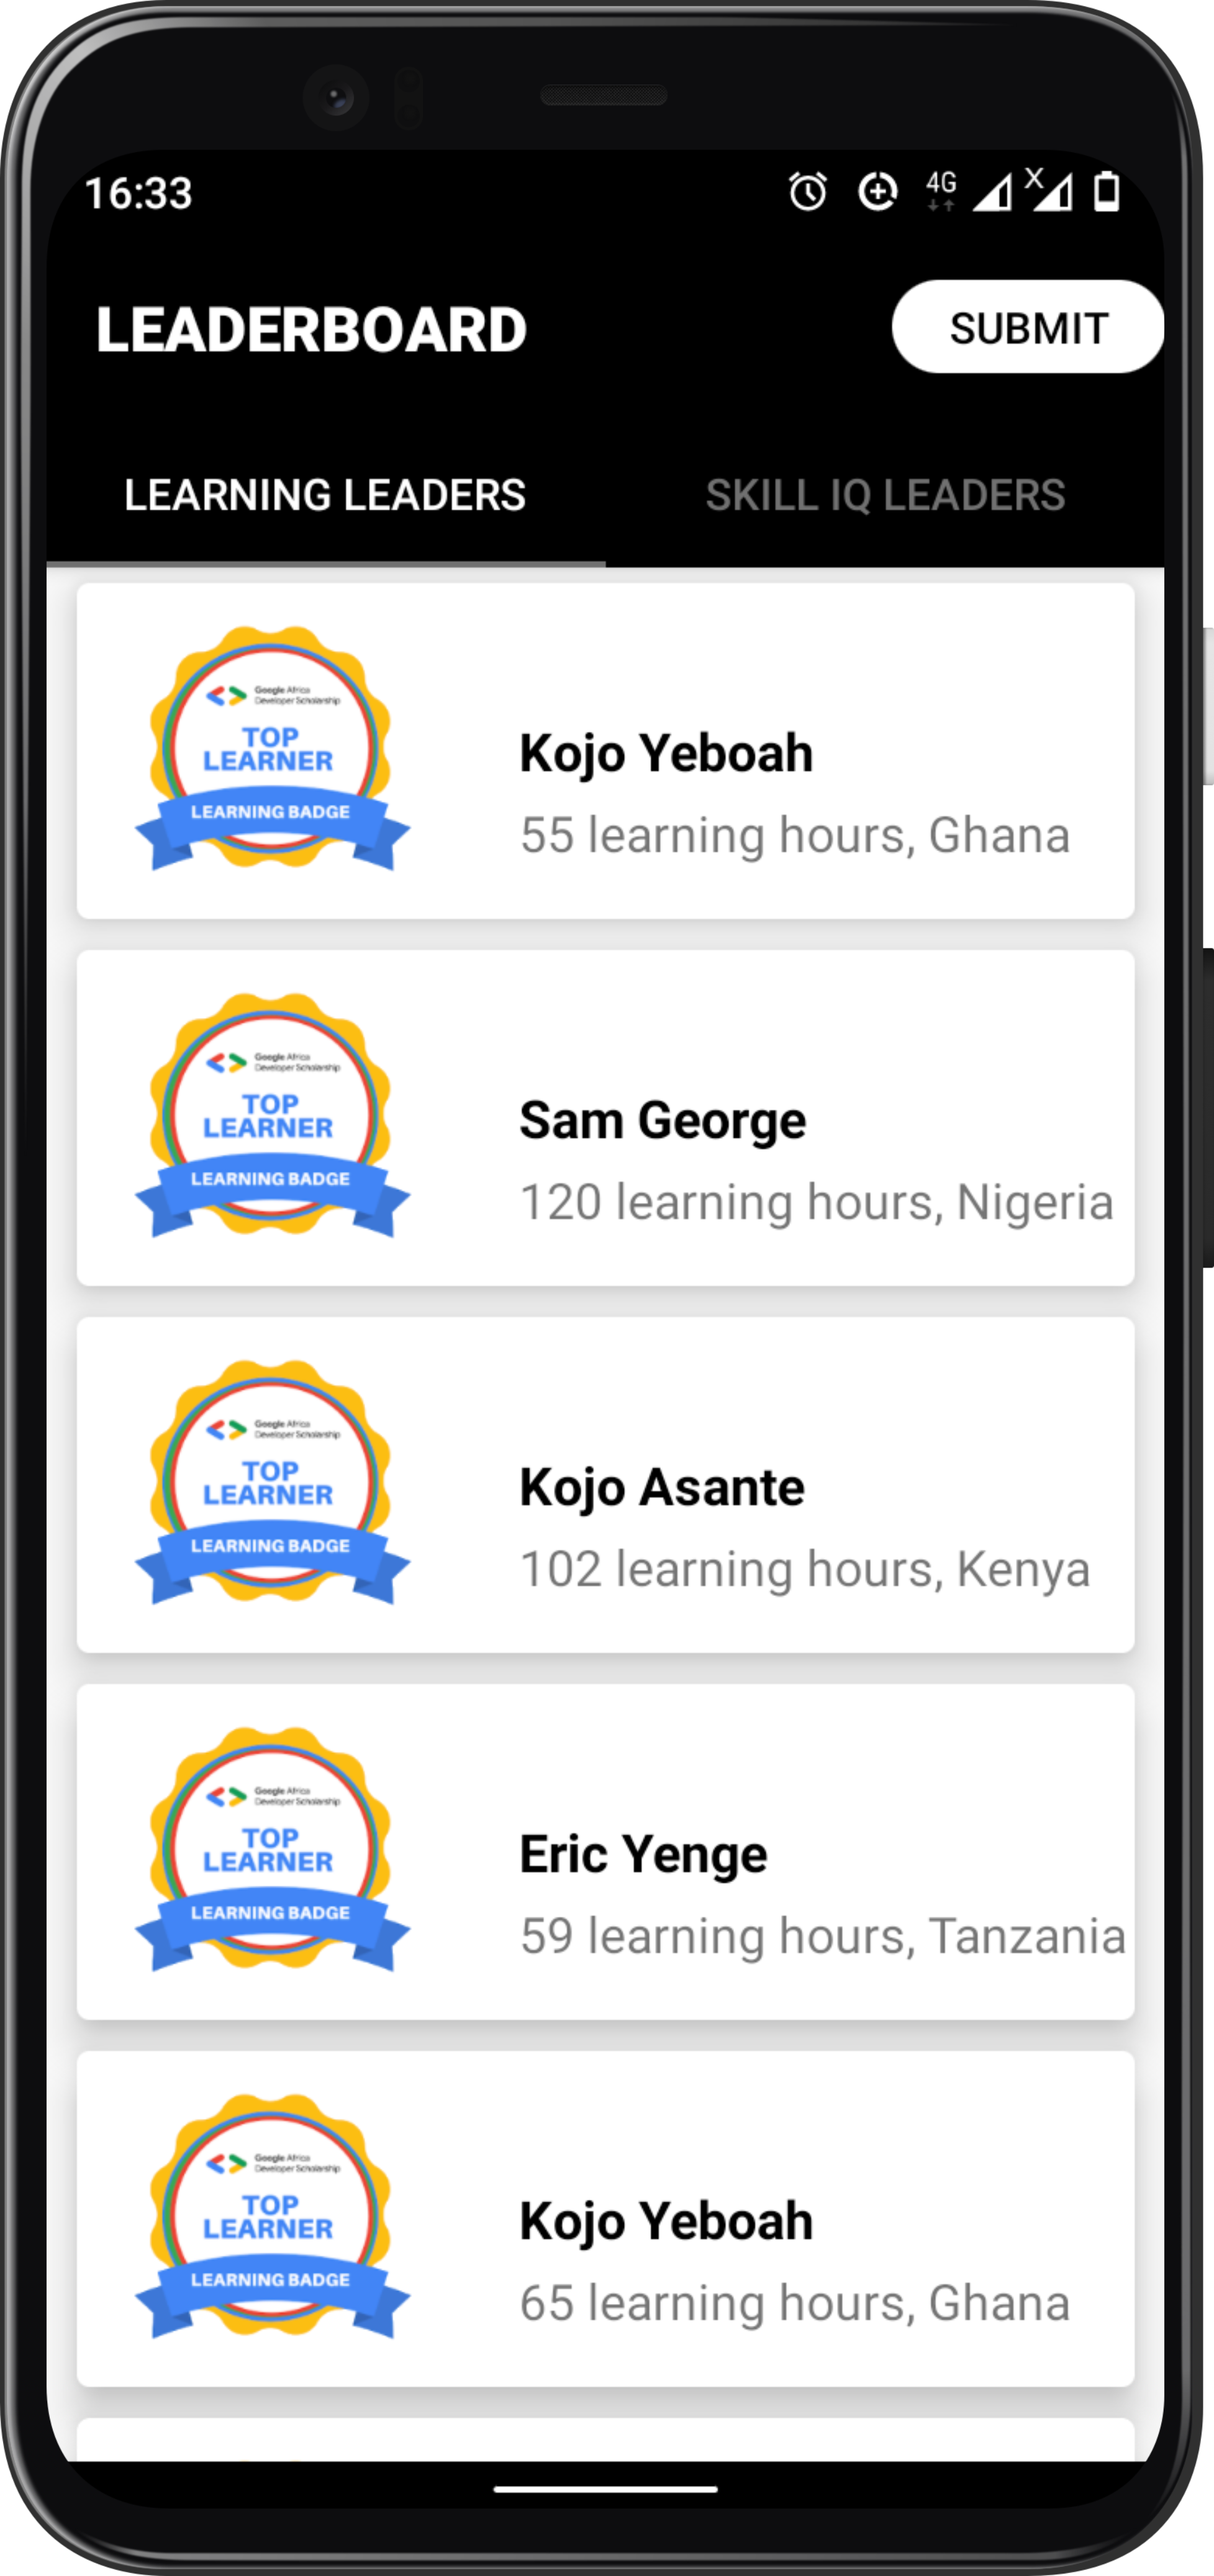 16:33
4G
X
LEADERBOARD
SUBMIT
LEARNING LEADERS
SKILL IQ LEADERS
Google Africa
Developer Scholarship
TOP
LEARNER
LEARNING BADGE
Kojo Yeboah
55 learning hours, Ghana
Google Africa
Developer Scholarship
TOP
LEARNER
LEARNING BADGE
Sam George
120 learning hours, Nigeria
Google Africa
Developer Scholarship
TOP
LEARNER
LEARNING BADGE
Kojo Asante
102 learning hours, Kenya
Google Africa
Developer Scholarship
TOP
LEARNER
LEARNING BADGE
Eric Yenge
59 learning hours, Tanzania
Google Africa
Developer Scholarship
TOP
LEARNER
LEARNING BADGE
Kojo Yeboah
65 learning hours, Ghana